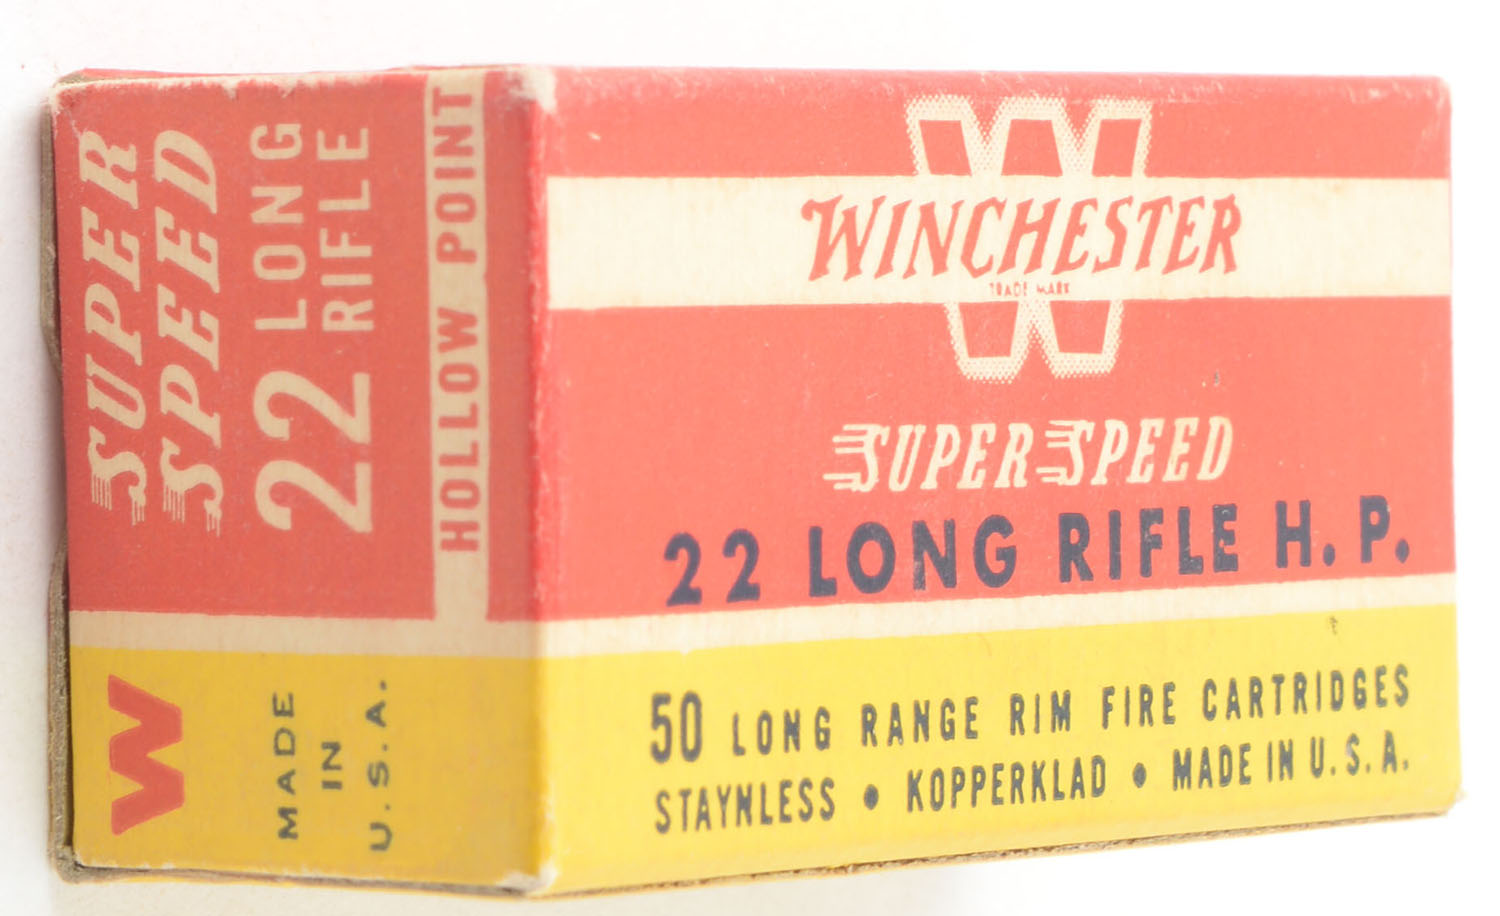 SUPER
SPEED
22 LONG
RIFLE
HOLLOW POINT
W
MADE
IN
U.S.A.
W
WINCHESTER
TRADE MARK
SUPER SPEED
22 LONG RIFLE H. P.
50 LONG RANGE RIM FIRE CARTRIDGES
STAYNLESS • KOPPERKLAD • MADE IN U. S. A.